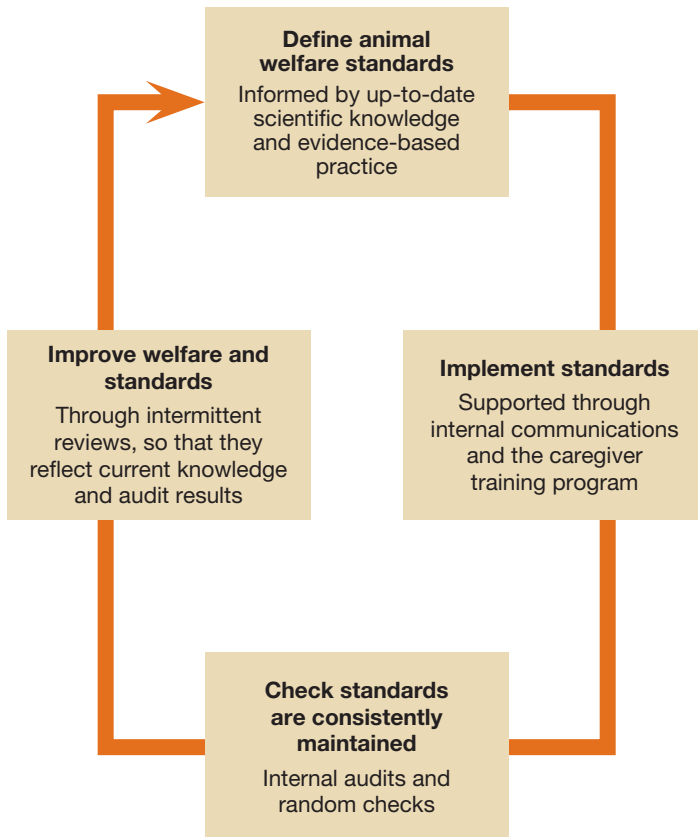 Define animal
welfare standards
Informed by up-to-date
scientific knowledge
and evidence-based
practice
Implement standards
Supported through
internal communications
and the caregiver
training program
Check standards
are consistently
maintained
Internal audits and
random checks
Improve welfare and
standards
Through intermittent
reviews, so that they
reflect current knowledge
and audit results